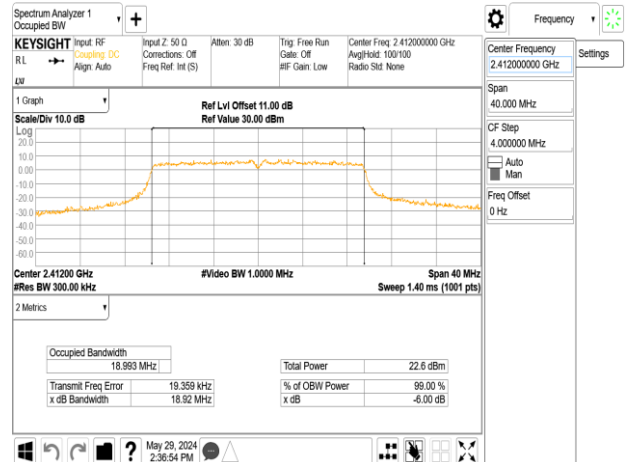 Spectrum Analyzer 1
Occupied BW
KEYSIGHT
R L
LXI
Input: RF
Coupling: DC
Align: Auto
Input Z: 50 Ω
Corrections: Off
Freq Ref: Int (S)
Atten: 30 dB
Trig: Free Run
Gate: Off
#IF Gain: Low
Center Freq: 2.412000000 GHz
Avg|Hold: 100/100
Radio Std: None
1 Graph
Scale/Div 10.0 dB
Ref Lvl Offset 11.00 dB
Ref Value 30.00 dBm
Log
20.0
10.0
0.00
-10.0
-20.0
-30.0
-40.0
-50.0
-60.0
Center 2.41200 GHz
#Res BW 300.00 kHz
#Video BW 1.0000 MHz
Span 40 MHz
Sweep 1.40 ms (1001 pts)
2 Metrics
Occupied Bandwidth
18.993 MHz
Transmit Freq Error 19.359 kHz
x dB Bandwidth 18.92 MHz
Total Power 22.6 dBm
% of OBW Power 99.00 %
x dB -6.00 dB
May 29, 2024
2:36:54 PM
Frequency
Center Frequency
2.412000000 GHz
Settings
Span
40.000 MHz
CF Step
4.000000 MHz
Auto
Man
Freq Offset
0 Hz